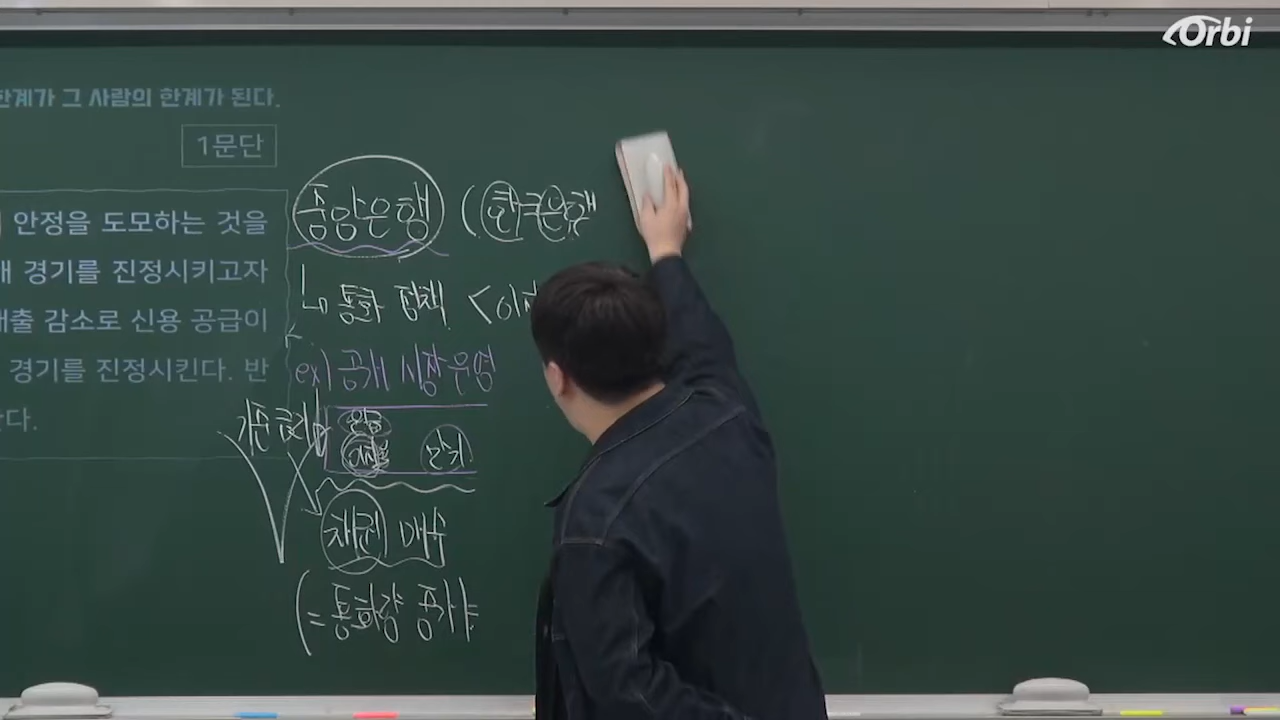 Orbi
한계가 그 사람의 한계가 된다.
1문단
안정을 도모하는 것을
경기를 진정시키고자
감소로 신용 공급이
경기를 진정시킨다. 반
다.
중앙은행 (한국은행
↳ 통화 정책 <이자
ex) 공개 시장 운영
기준 금리
단기
채권 매수
(= 통화량 증가